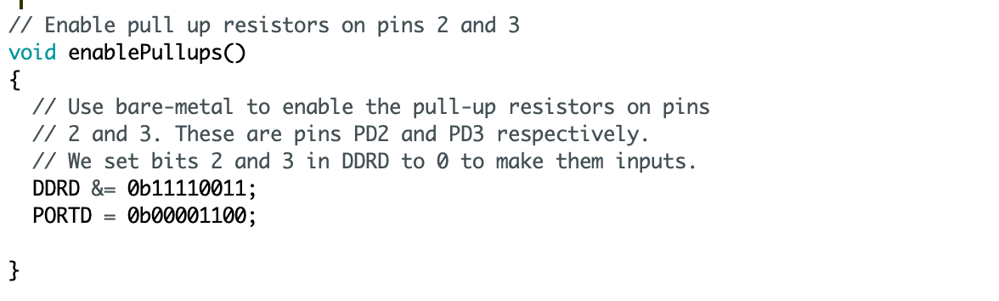 // Enable pull up resistors on pins 2 and 3
void enablePullups()
{
  // Use bare-metal to enable the pull-up resistors on pins
  // 2 and 3. These are pins PD2 and PD3 respectively.
  // We set bits 2 and 3 in DDRD to 0 to make them inputs.
  DDRD &= 0b11110011;
  PORTD = 0b00001100;
}